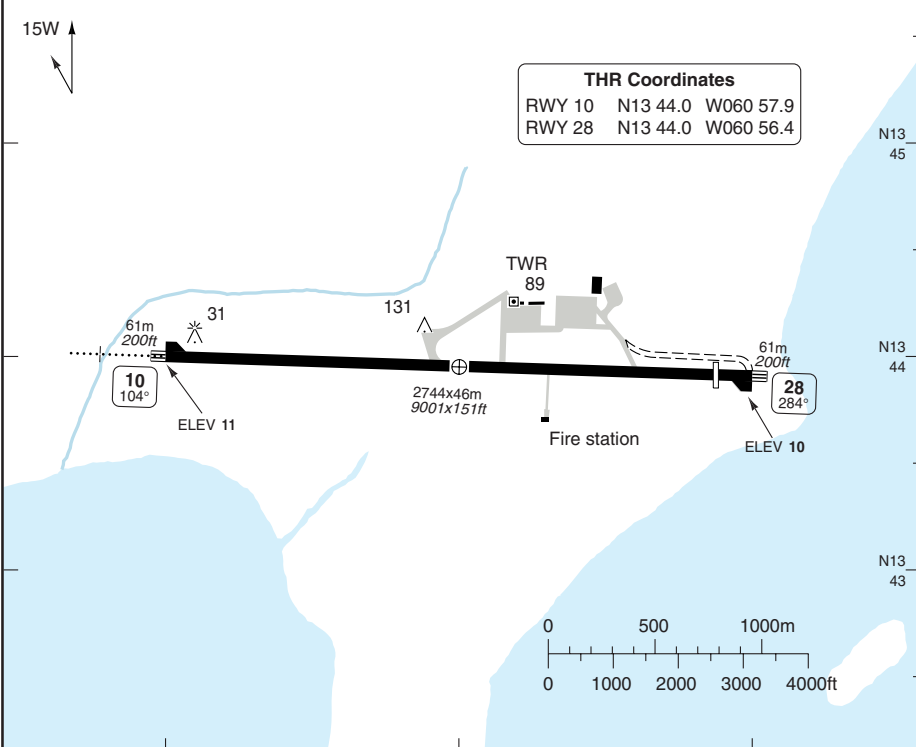 15W
THR Coordinates
RWY 10 N13 44.0 W060 57.9
RWY 28 N13 44.0 W060 56.4
N13
45
TWR
89
31
131
61m
200ft
10
104°
ELEV 11
2744x46m
9001x151ft
Fire station
61m
200ft
28
284°
ELEV 10
N13
44
N13
43
0 500 1000m
0 1000 2000 3000 4000ft